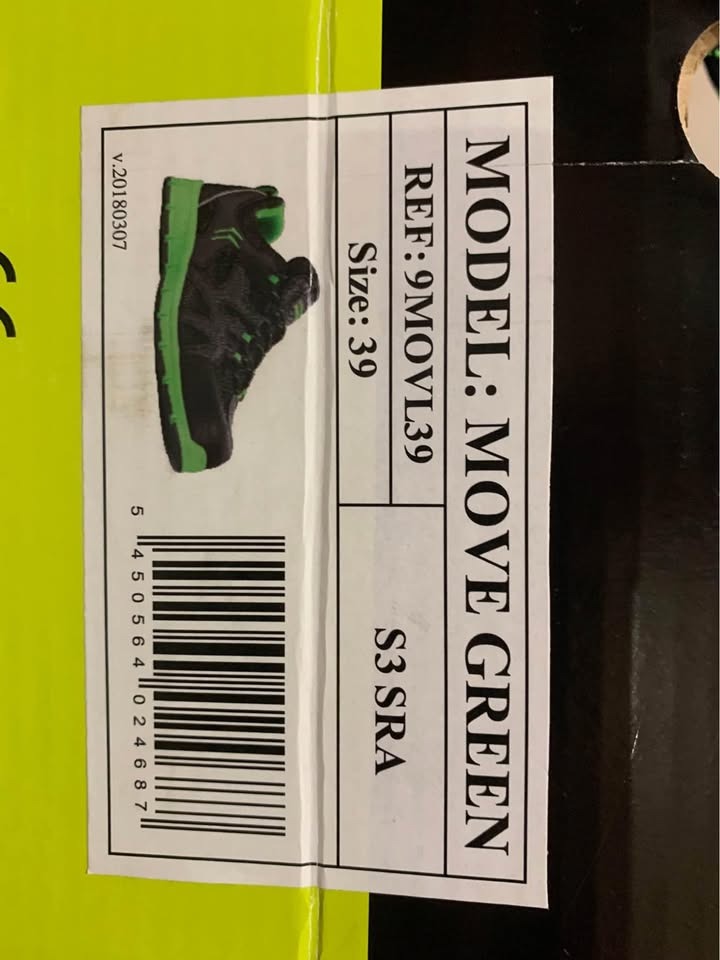 MODEL: MOVE GREEN
REF: 9MOVL39
Size: 39
S3 SRA
v.20180307
5 450564 024687